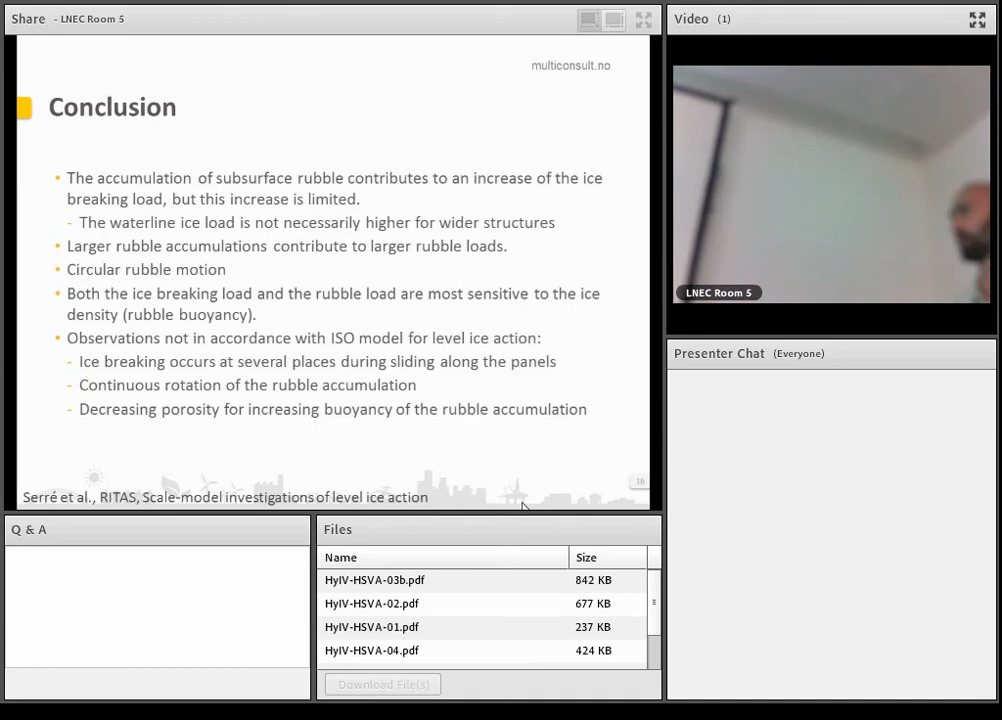 Share - LNEC Room 5
multiconsult.no
Conclusion
• The accumulation of subsurface rubble contributes to an increase of the ice
breaking load, but this increase is limited.
- The waterline ice load is not necessarily higher for wider structures
• Larger rubble accumulations contribute to larger rubble loads.
• Circular rubble motion
• Both the ice breaking load and the rubble load are most sensitive to the ice
density (rubble buoyancy).
• Observations not in accordance with ISO model for level ice action:
- Ice breaking occurs at several places during sliding along the panels
- Continuous rotation of the rubble accumulation
- Decreasing porosity for increasing buoyancy of the rubble accumulation
16
Serré et al., RITAS, Scale-model investigations of level ice action
Video (1)
LNEC Room 5
Presenter Chat (Everyone)
Q & A
Files
Name Size
HyIV-HSVA-03b.pdf 842 KB
HyIV-HSVA-02.pdf 677 KB
HyIV-HSVA-01.pdf 237 KB
HyIV-HSVA-04.pdf 424 KB
Download File(s)